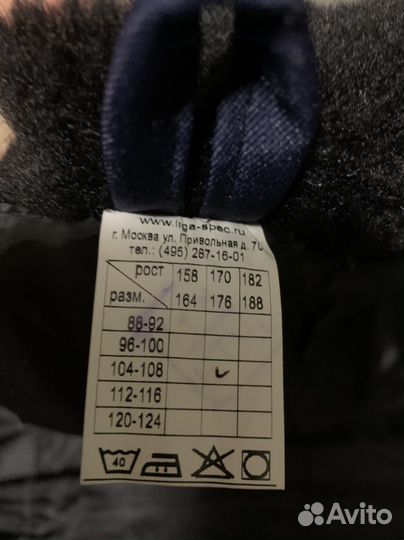 www.liga-spec.ru
г. Москва ул. Привольная д. 70
тел.: (495) 287-16-01
рост 158 170 182
разм. 164 176 188
88-92
96-100
104-108
112-116
120-124
40
Avito